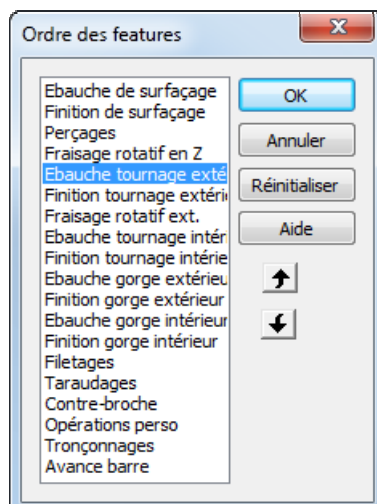 Ordre des features
Ebauche de surfaçage
Finition de surfaçage
Perçages
Fraisage rotatif en Z
Ebauche tournage exté
Finition tournage extéri
Fraisage rotatif ext.
Ebauche tournage intér
Finition tournage intérie
Ebauche gorge extérieu
Finition gorge extérieur
Ebauche gorge intérieur
Finition gorge intérieur
Filetages
Taraudages
Contre-broche
Opérations perso
Tronçonnages
Avance barre
OK
Annuler
Réinitialiser
Aide